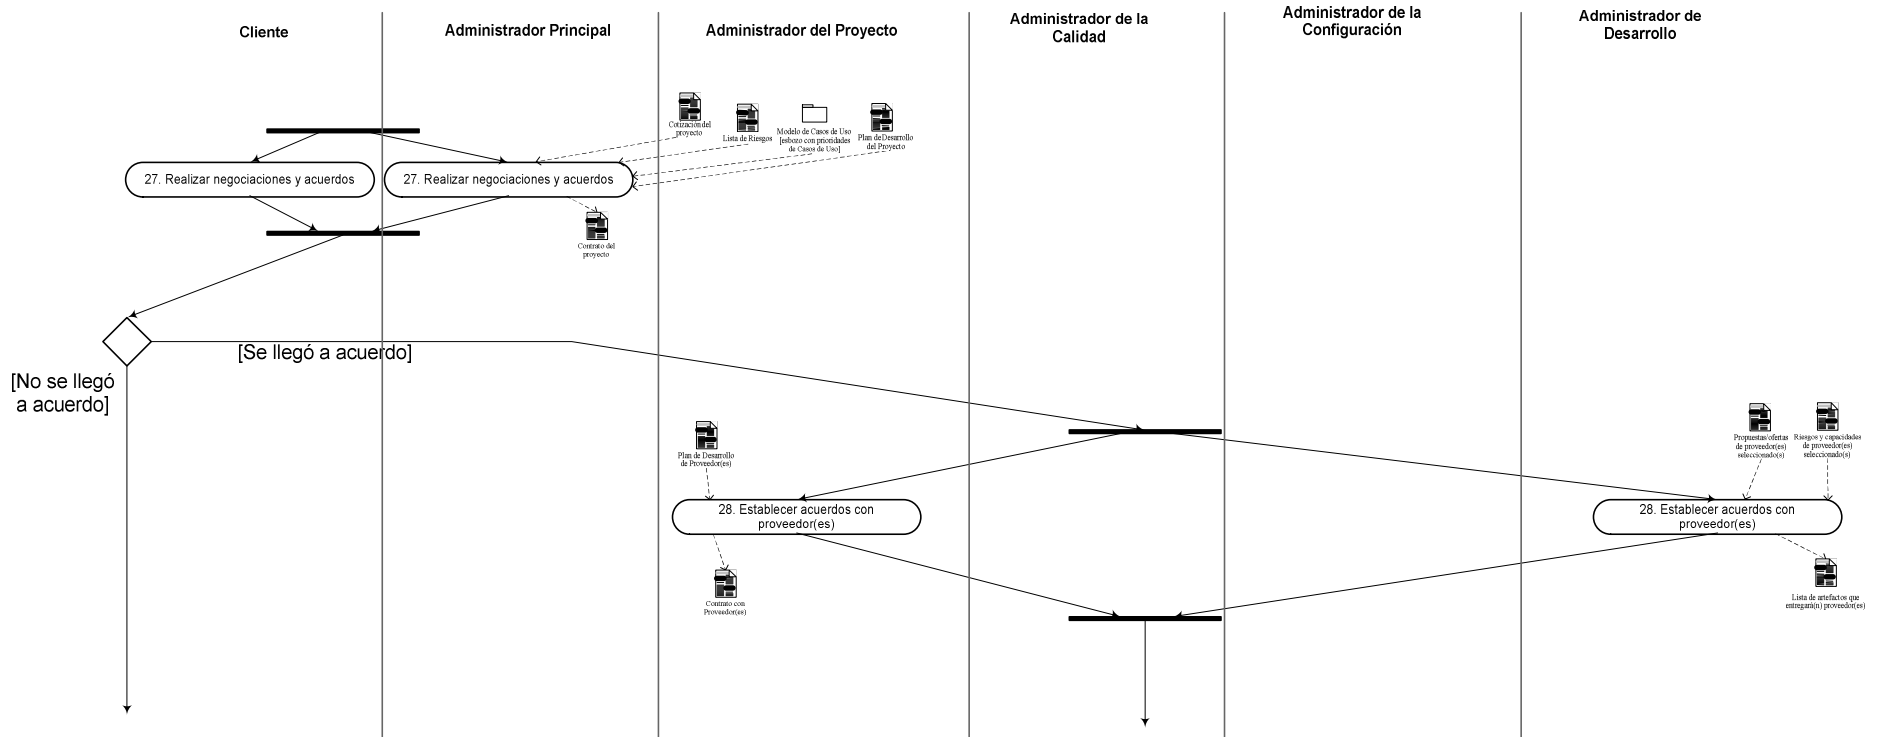 Cliente
Administrador Principal
Administrador del Proyecto
Administrador de la
Calidad
Administrador de la
Configuración
Administrador de
Desarrollo
Cotización del
proyecto
Lista de Riesgos
Modelo de Casos de Uso
[esbozo con prioridades
de Casos de Uso]
Plan de Desarrollo
del Proyecto
27. Realizar negociaciones y acuerdos
27. Realizar negociaciones y acuerdos
Contrato del
proyecto
[Se llegó a acuerdo]
[No se llegó
a acuerdo]
Plan de Desarrollo
de Proveedor(es)
Propuestas/ofertas
de proveedor(es)
seleccionado(s)
Riesgos y capacidades
de proveedor(es)
seleccionado(s)
28. Establecer acuerdos con
proveedor(es)
28. Establecer acuerdos con
proveedor(es)
Contrato con
Proveedor(es)
Lista de artefactos que
entregará(n) proveedor(es)